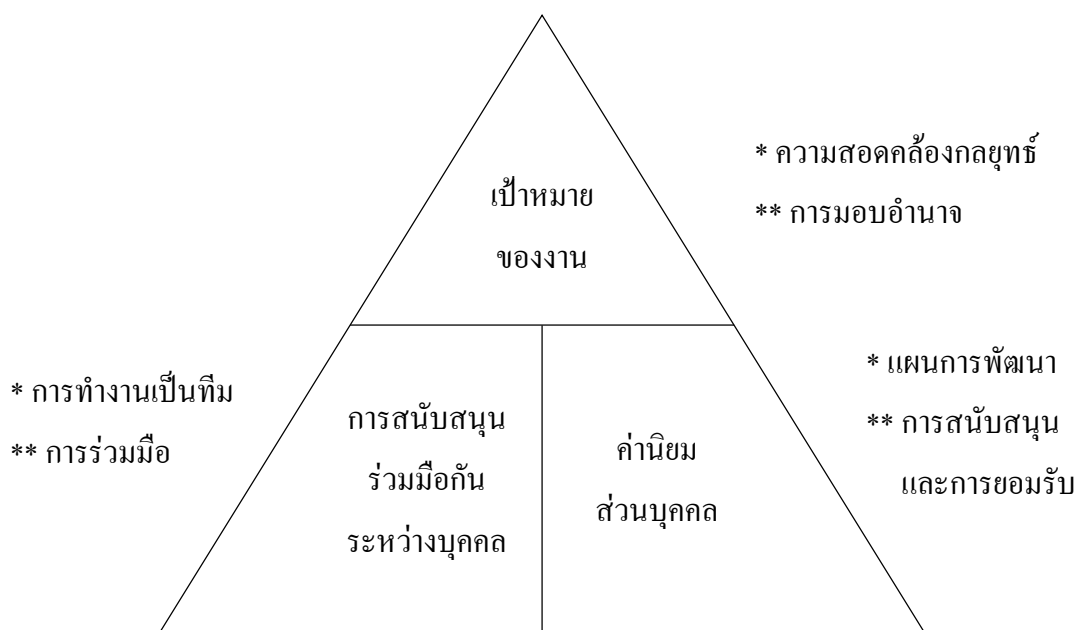 * ความสอดคล้องกลยุทธ์
** การมอบอำนาจ
เป้าหมาย
ของงาน
* การทำงานเป็นทีม
** การร่วมมือ
การสนับสนุน
ร่วมมือกัน
ระหว่างบุคคล
ค่านิยม
ส่วนบุคคล
* แผนการพัฒนา
** การสนับสนุน
และการยอมรับ